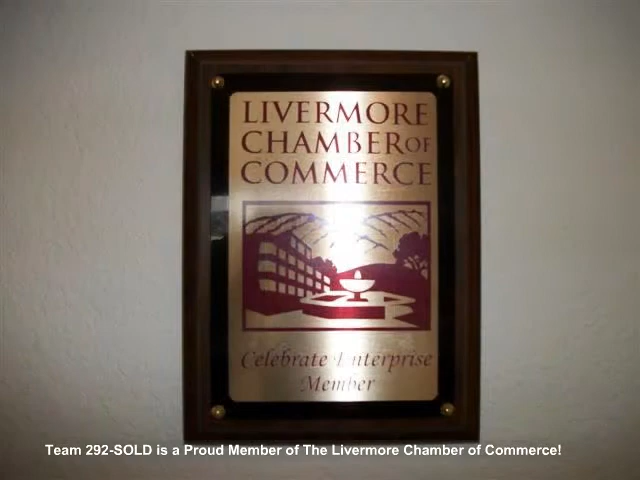 LIVERMORE
CHAMBER OF
COMMERCE
Celebrate Enterprise
Member
Team 292-SOLD is a Proud Member of The Livermore Chamber of Commerce!